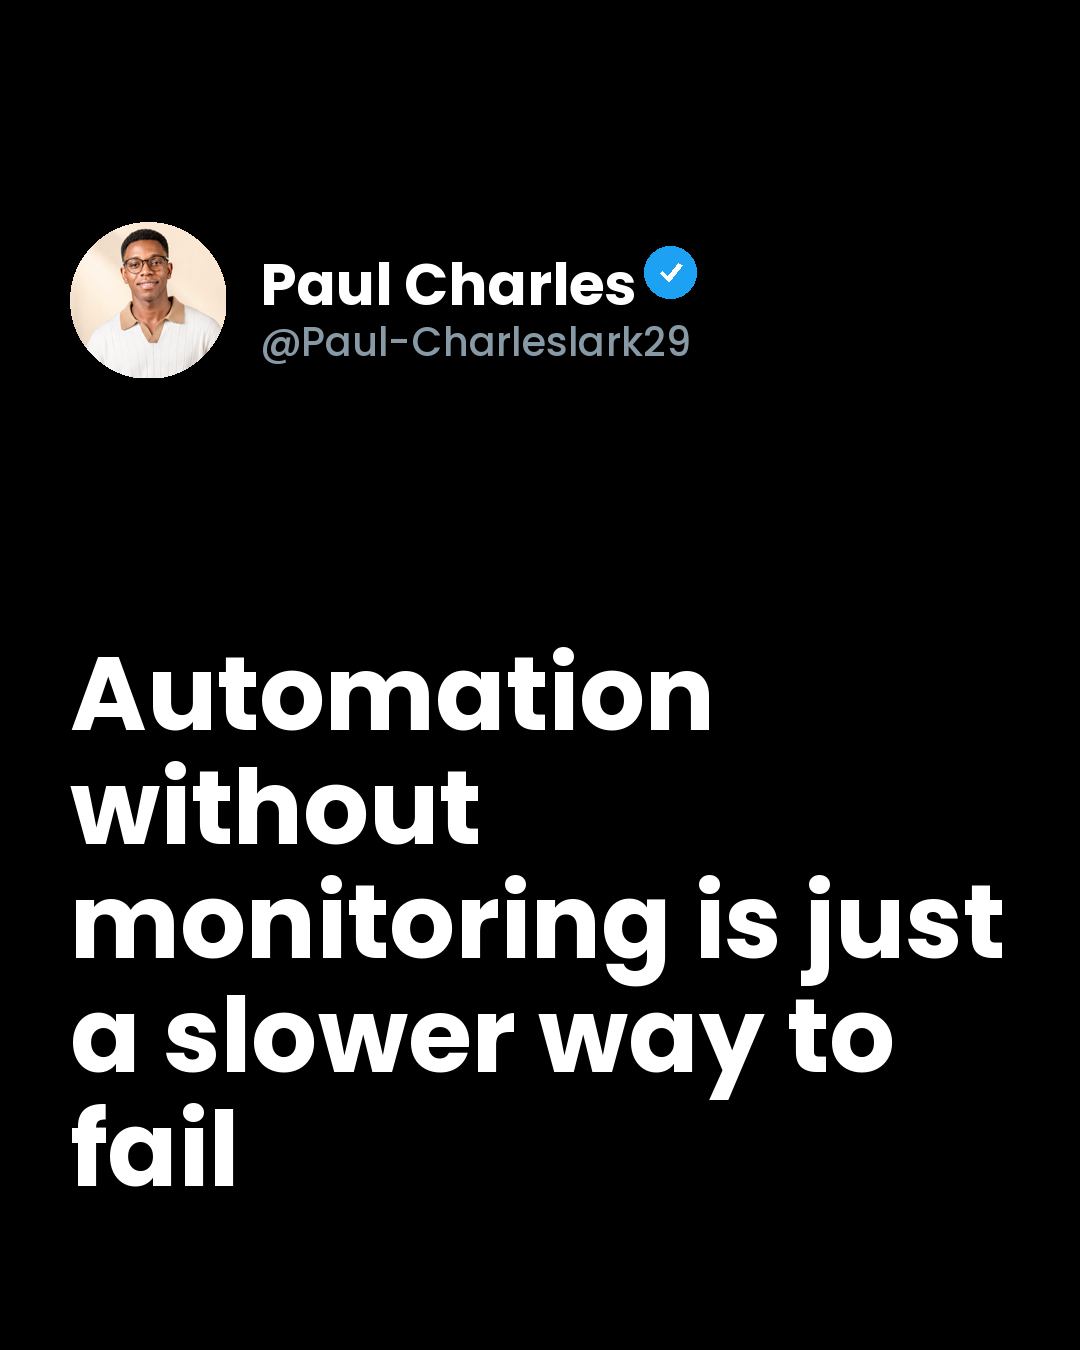 Paul Charles
@Paul-Charleslark29
Automation
without
monitoring is just
a slower way to
fail